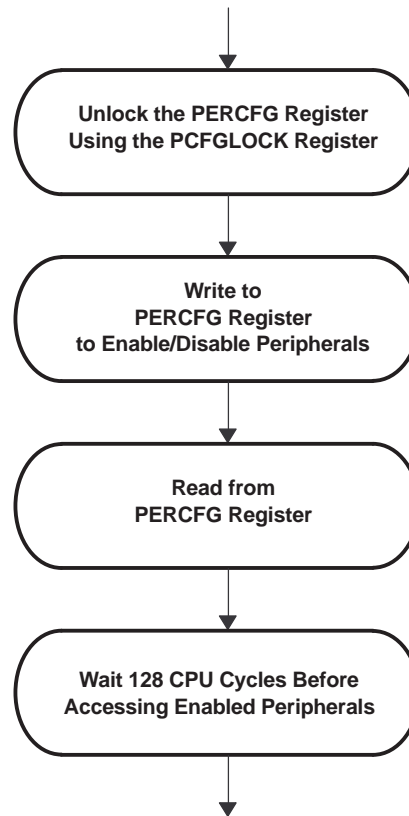 Unlock the PERCFG Register
Using the PCFGLOCK Register
Write to
PERCFG Register
to Enable/Disable Peripherals
Read from
PERCFG Register
Wait 128 CPU Cycles Before
Accessing Enabled Peripherals